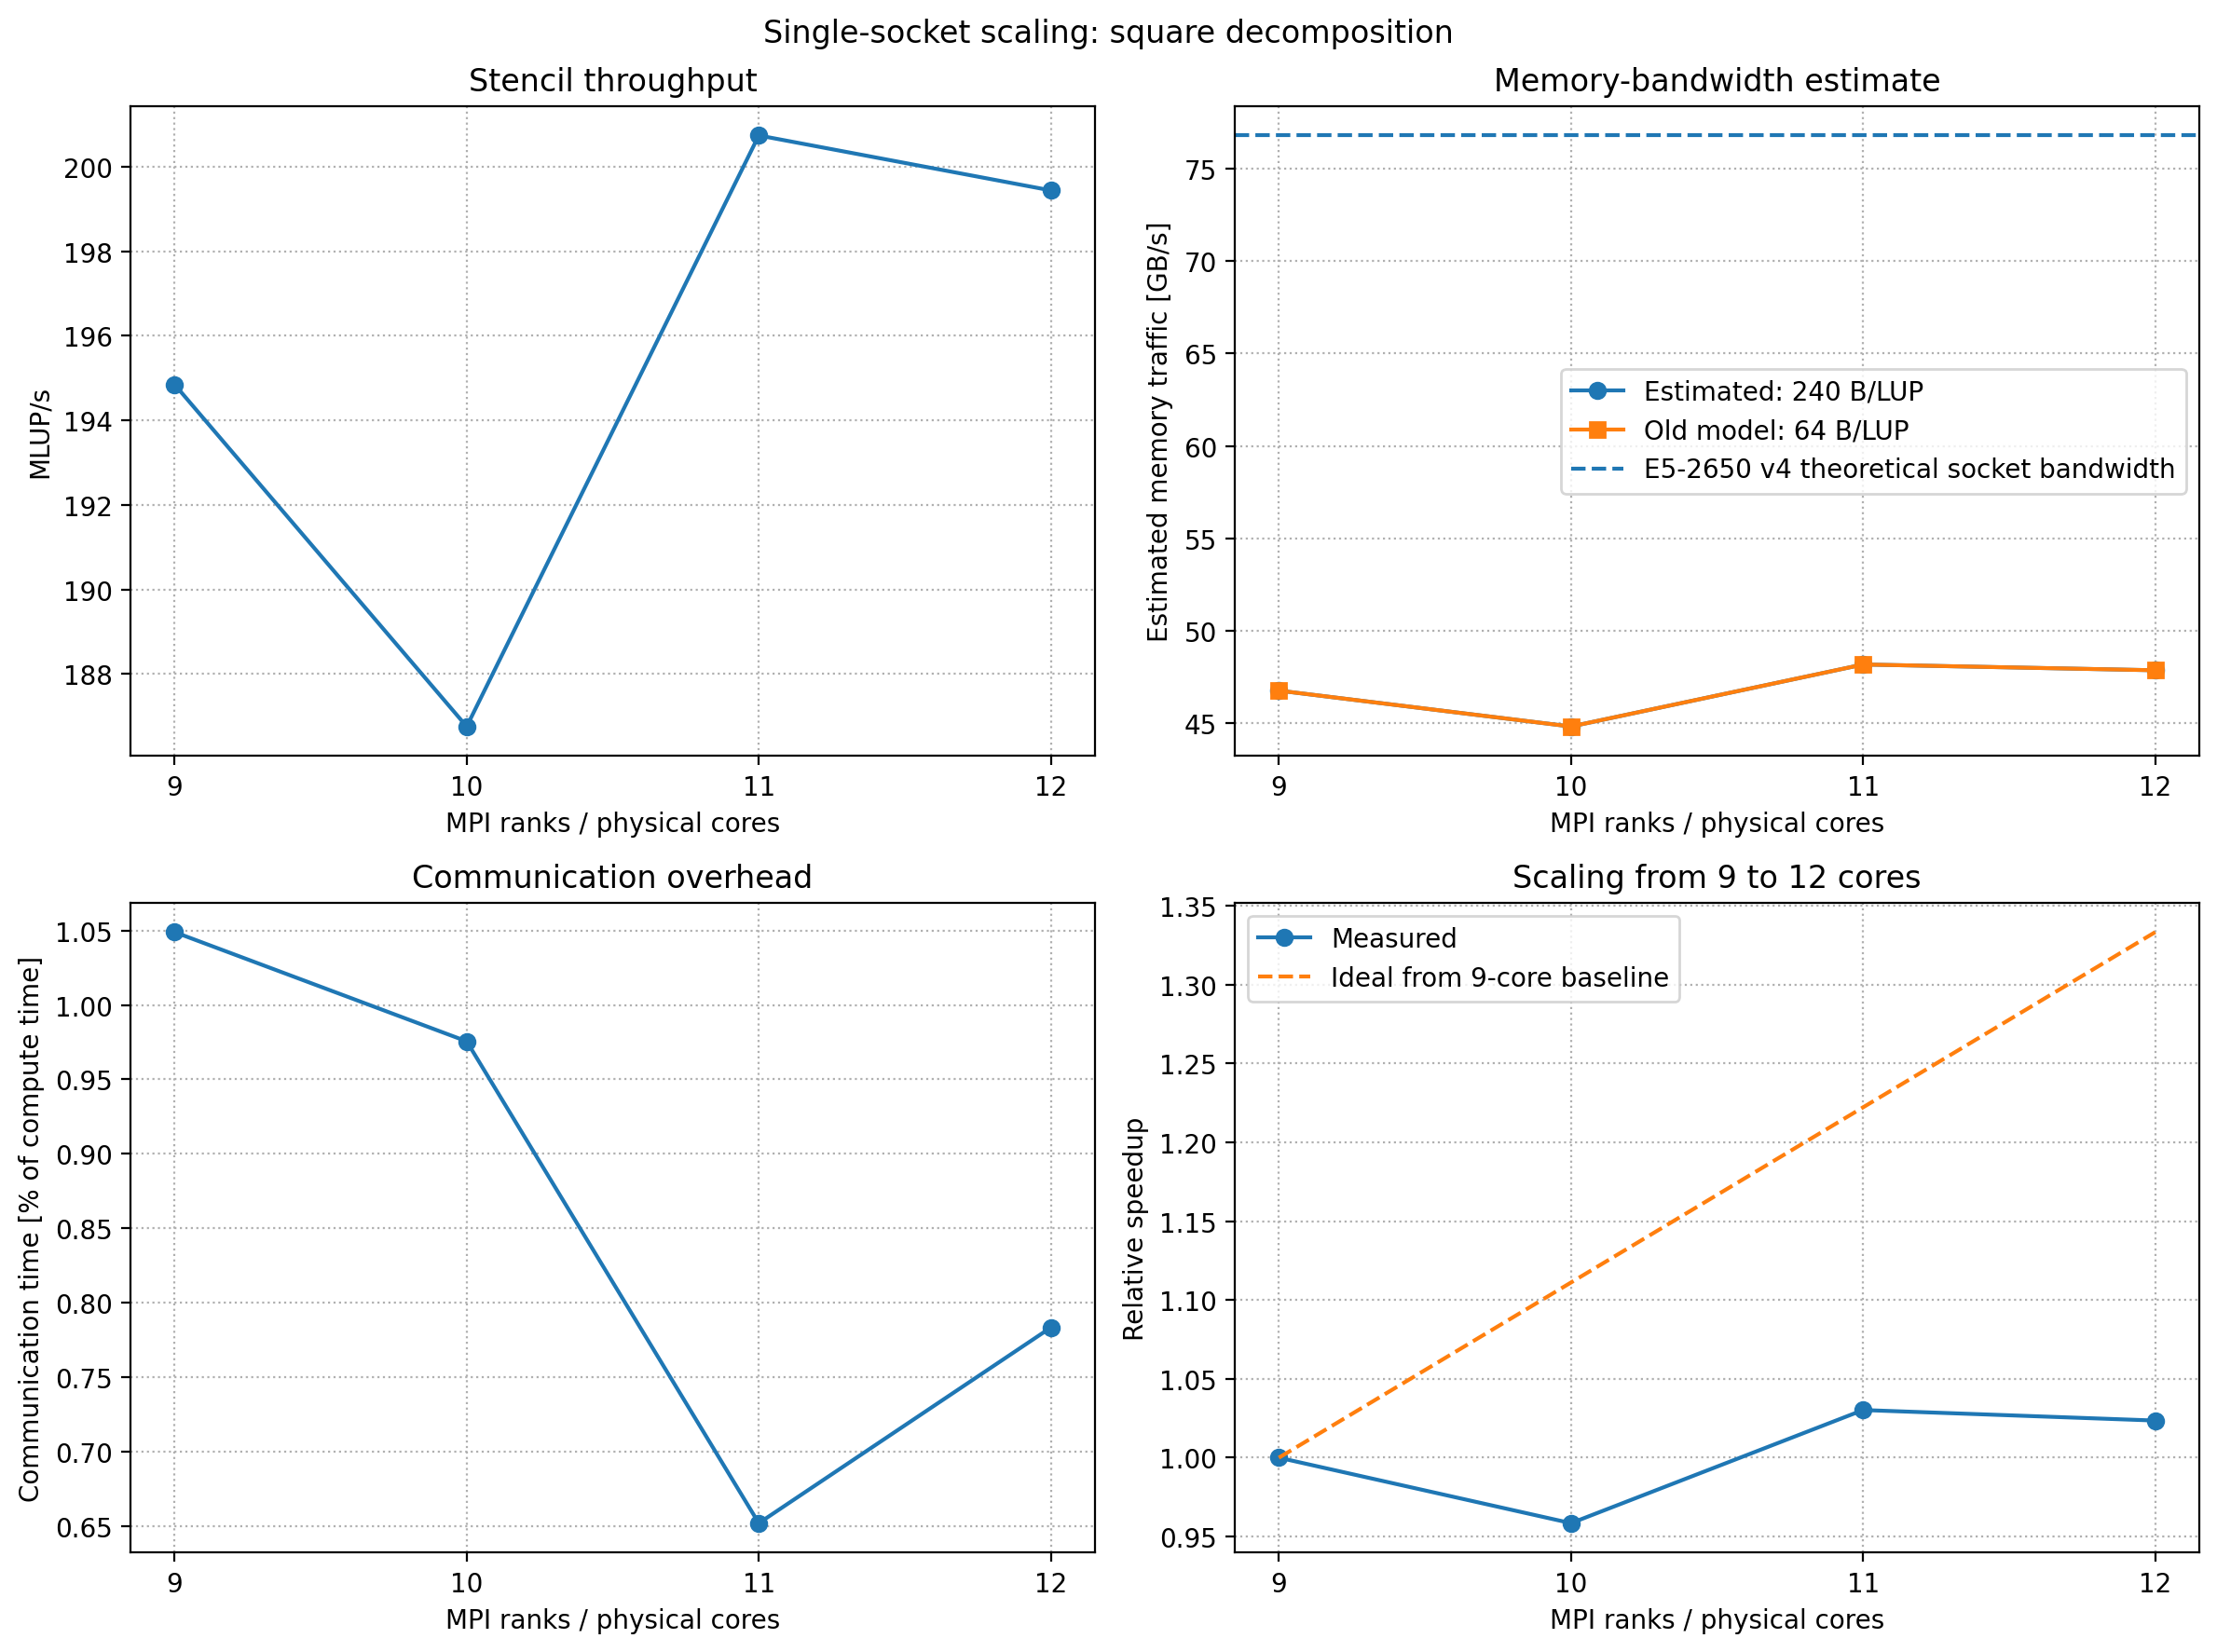 Single-socket scaling: square decomposition
Stencil throughput
MLUP/s
200
198
196
194
192
190
188
9 10 11 12
MPI ranks / physical cores
Memory-bandwidth estimate
Estimated memory traffic [GB/s]
75
70
65
60
55
50
45
Estimated: 240 B/LUP
Old model: 64 B/LUP
E5-2650 v4 theoretical socket bandwidth
9 10 11 12
MPI ranks / physical cores
Communication overhead
Communication time [% of compute time]
1.05
1.00
0.95
0.90
0.85
0.80
0.75
0.70
0.65
9 10 11 12
MPI ranks / physical cores
Scaling from 9 to 12 cores
Relative speedup
1.35
1.30
1.25
1.20
1.15
1.10
1.05
1.00
0.95
Measured
Ideal from 9-core baseline
9 10 11 12
MPI ranks / physical cores